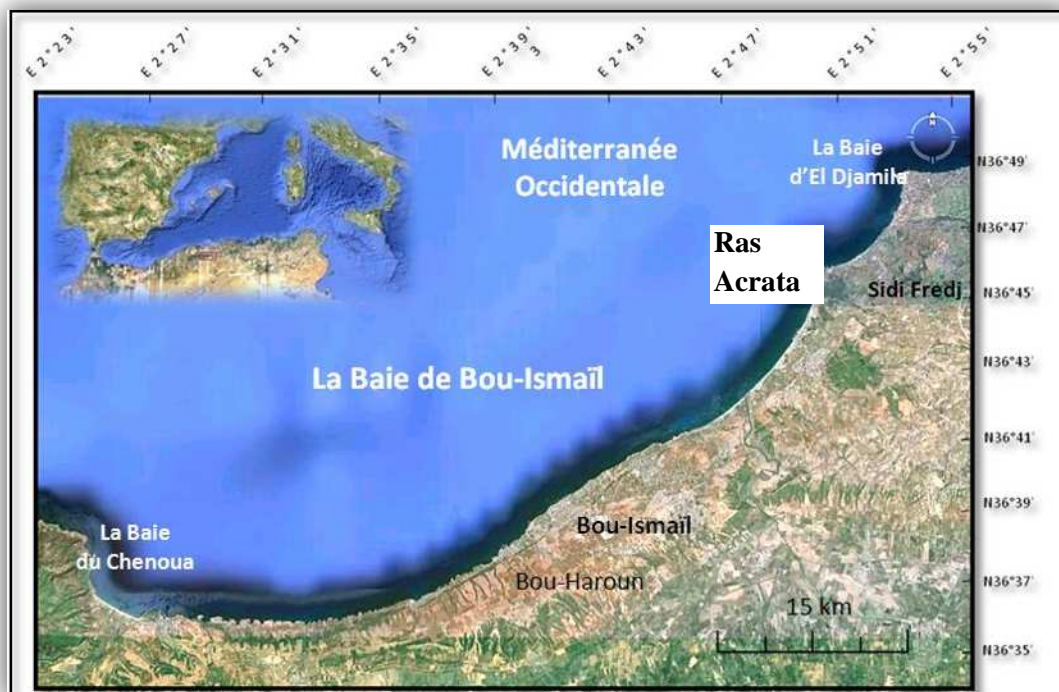 E 2°23'
E 2°27'
E 2°31'
E 2°35'
E 2°39'
3
E 2°43'
E 2°47'
E 2°51'
E 2°55'
Méditerranée
Occidentale
La Baie
d'El Djamila
N
N36°49'
N36°47'
Ras
Acrata
Sidi Fredj
N36°45'
N36°43'
La Baie de Bou-Ismaïl
N36°41'
N36°39'
Bou-Ismaïl
La Baie
du Chenoua
Bou-Haroun
N36°37'
15 km
N36°35'